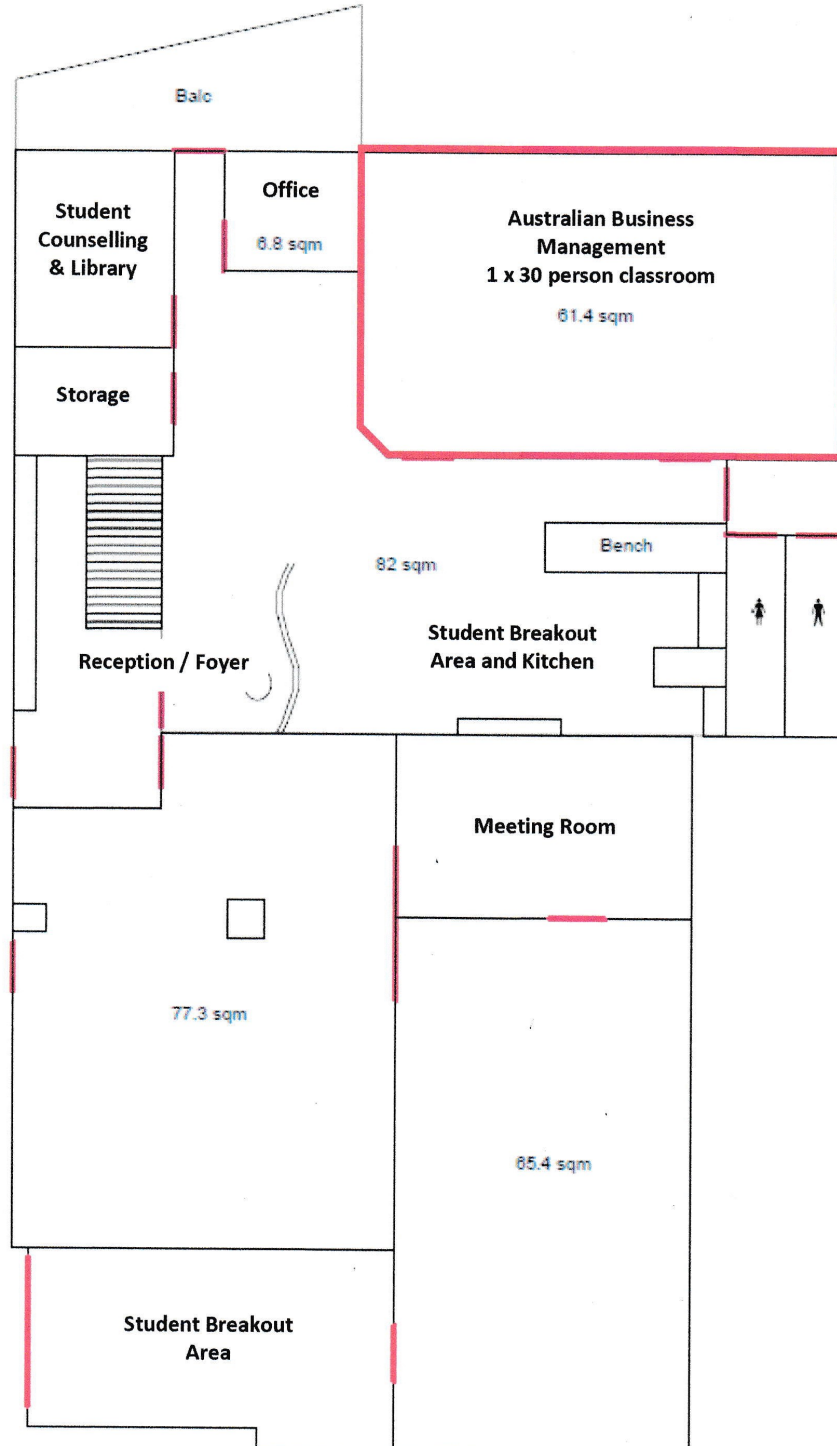 Balc
Office
6.8 sqm
Student
Counselling
& Library
Australian Business
Management
1 x 30 person classroom
61.4 sqm
Storage
82 sqm
Bench
Reception / Foyer
Student Breakout
Area and Kitchen
Meeting Room
77.3 sqm
65.4 sqm
Student Breakout
Area